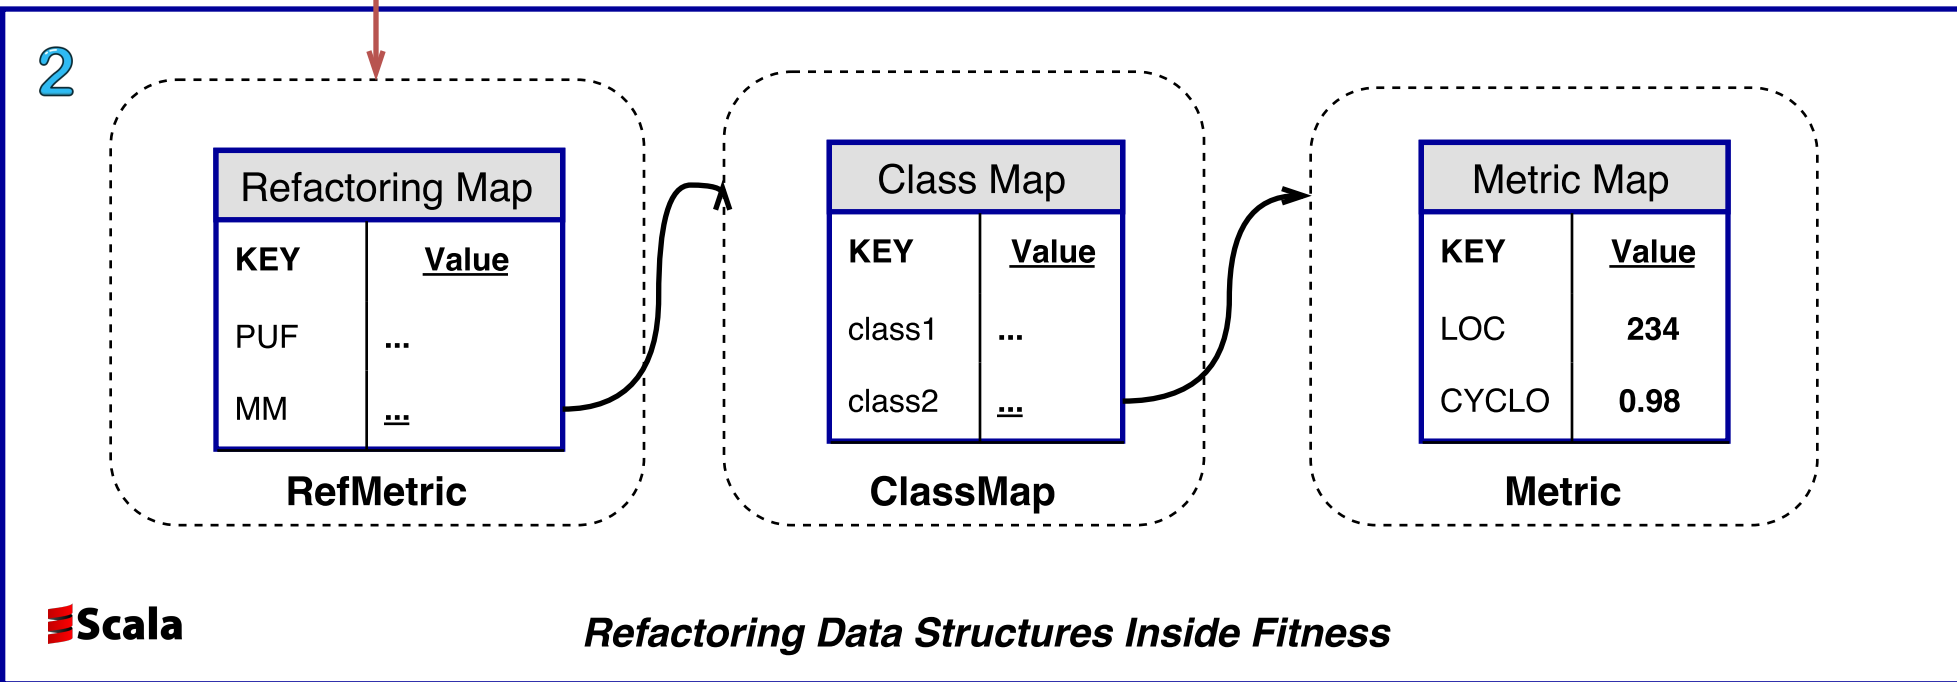 2
Refactoring Map
KEY Value
PUF ...
MM ...
RefMetric
Class Map
KEY Value
class1 ...
class2 ...
ClassMap
Metric Map
KEY Value
LOC 234
CYCLO 0.98
Metric
Scala
Refactoring Data Structures Inside Fitness